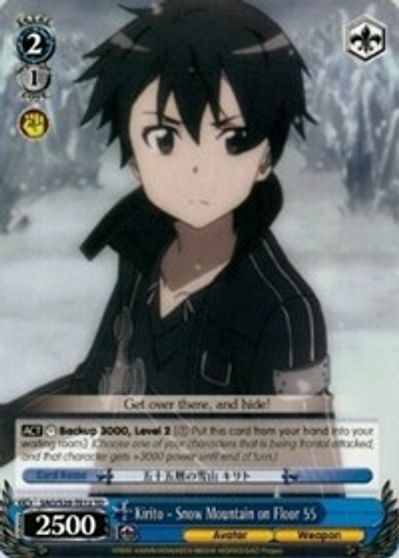 2
1
Get over there, and hide!
ACT Backup 3000, Level 2 [① Put this card from your hand into your
waiting room] (Choose one of your characters that is being frontal attacked, and
that character gets +3000 power until end of turn.)
Card Name 五十五層の雪山 キリト
2500 Kirito - Snow Mountain on Floor 55
Avatar Weapon